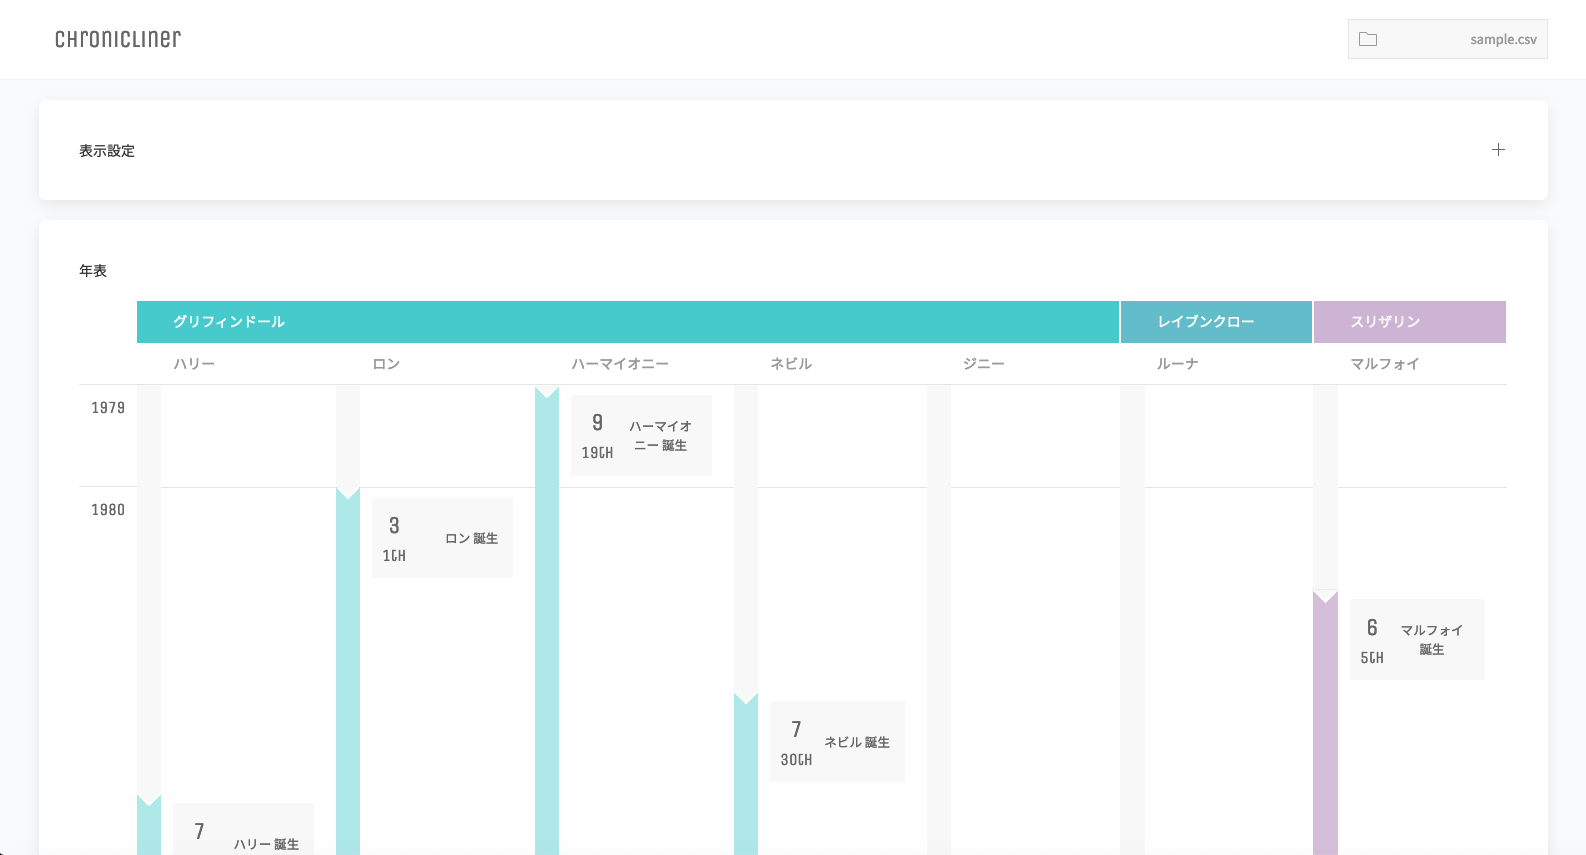 CHRONICLINER
sample.csv
表示設定
年表
グリフィンドール レイブンクロー スリザリン
ハリー ロン ハーマイオニー ネビル ジニー ルーナ マルフォイ
1979
9
19TH
ハーマイオ
ニー 誕生
1980
3
1TH
ロン 誕生
6
5TH
マルフォイ
誕生
7
30TH
ネビル 誕生
7
ハリー 誕生